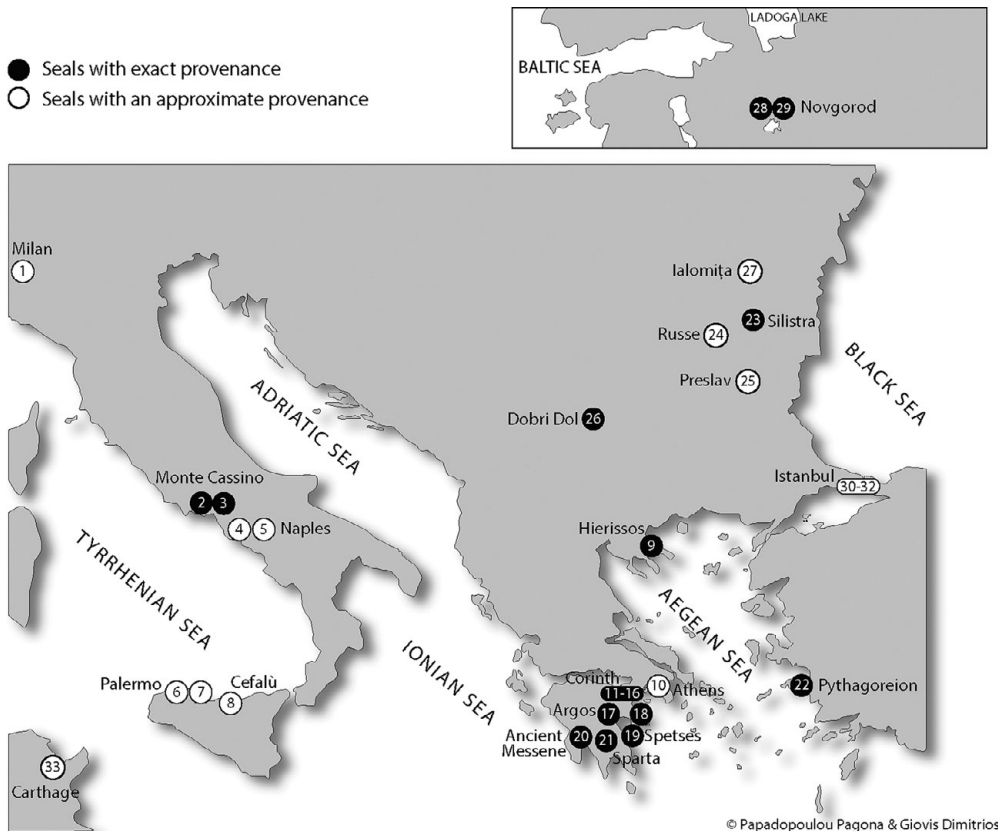 Seals with exact provenance
Seals with an approximate provenance
LADOGA LAKE
BALTIC SEA
28 29 Novgorod
Milan
1
Ialomița 27
23 Silistra
Russe 24
Preslav 25
BLACK SEA
ADRIATIC SEA
Dobri Dol 26
Monte Cassino
2 3
4 5 Naples
Istanbul
30-32
Hierissos
9
TYRRHENIAN SEA
AEGEAN SEA
IONIAN SEA
Palermo 6 7
Cefalù
8
Corinth
11-16
10
Athens
22 Pythagoreion
Argos 17 18
Ancient
Messene
20 21 19 Spetses
Sparta
33
Carthage
© Papadopoulou Pagona & Giovis Dimitrios